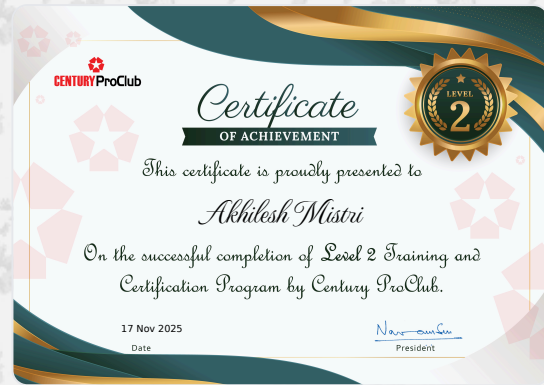 CENTURY ProClub
LEVEL
2
Certificate
OF ACHIEVEMENT
This certificate is proudly presented to
Akhilesh Mistri
On the successful completion of Level 2 Training and
Certification Program by Century ProClub.
17 Nov 2025
Date
President